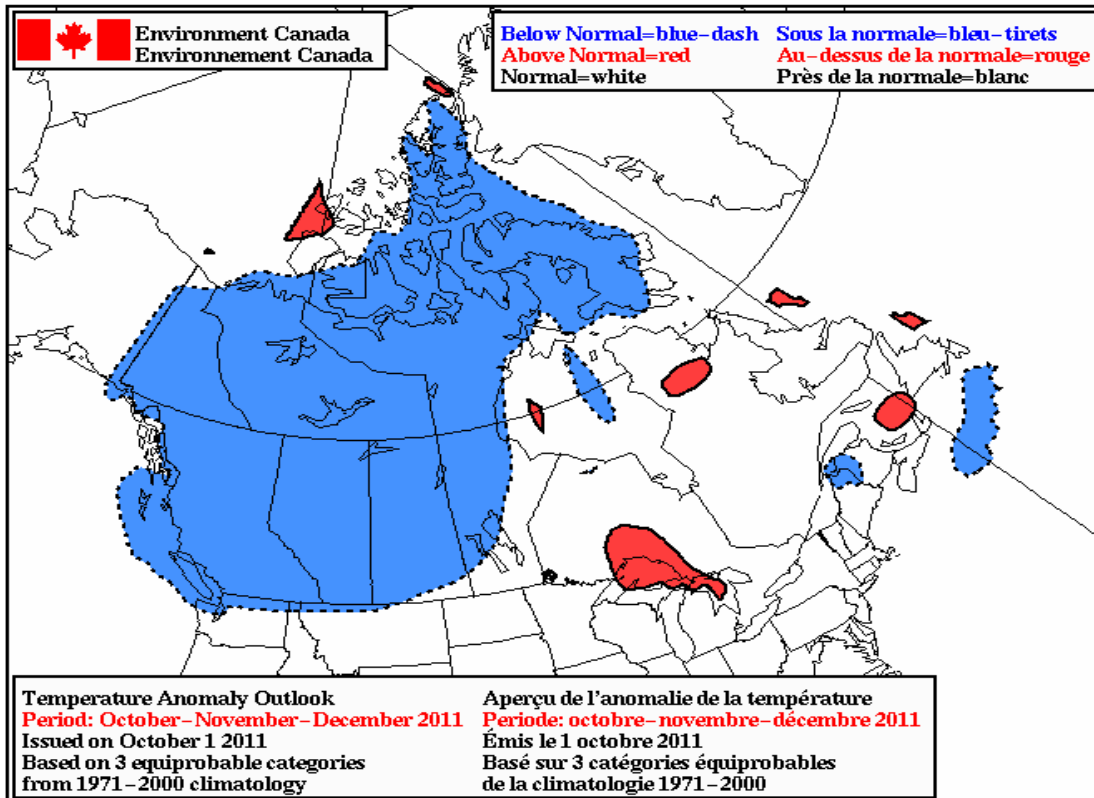 Environment Canada
Environnement Canada
Below Normal=blue-dash
Above Normal=red
Normal=white
Sous la normale=bleu-tirets
Au-dessus de la normale=rouge
Près de la normale=blanc
Temperature Anomaly Outlook
Period: October-November-December 2011
Issued on October 1 2011
Based on 3 equiprobable categories
from 1971-2000 climatology
Aperçu de l'anomalie de la température
Periode: octobre-novembre-décembre 2011
Émis le 1 octobre 2011
Basé sur 3 catégories équiprobables
de la climatologie 1971-2000